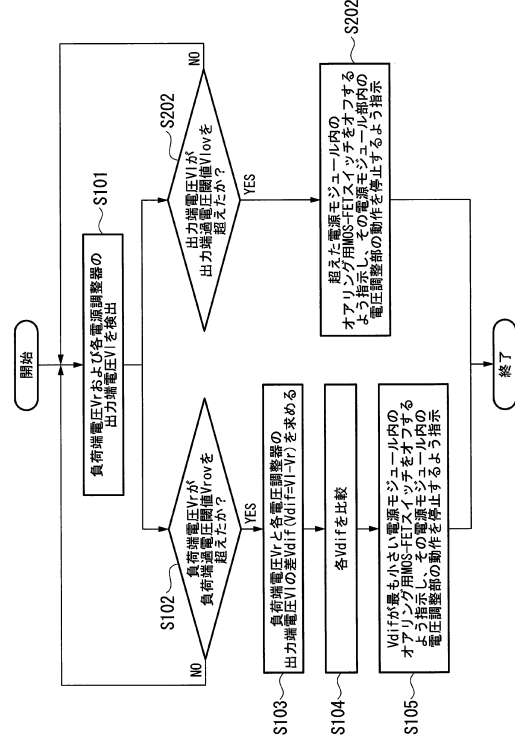 開始
S101
負荷端電圧Vrおよび各電源調整器の
出力端電圧Vlを検出
S102
負荷端電圧Vrが
負荷端過電圧閾値Vrovを
超えたか?
NO
YES
S103
負荷端電圧Vrと各電圧調整器の
出力端電圧Vlの差Vdif(Vdif=Vl-Vr)を求める
S104
各Vdifを比較
S105
Vdifが最も小さい電源モジュール内の
オアリング用MOS-FETスイッチをオフする
よう指示し、その電源モジュール内の
電圧調整部の動作を停止するよう指示
S202
出力端電圧Vlが
出力端過電圧閾値Vlovを
超えたか?
NO
YES
S202
超えた電源モジュール内の
オアリング用MOS-FETスイッチをオフする
よう指示し、その電源モジュール部内の
電圧調整部の動作を停止するよう指示
終了